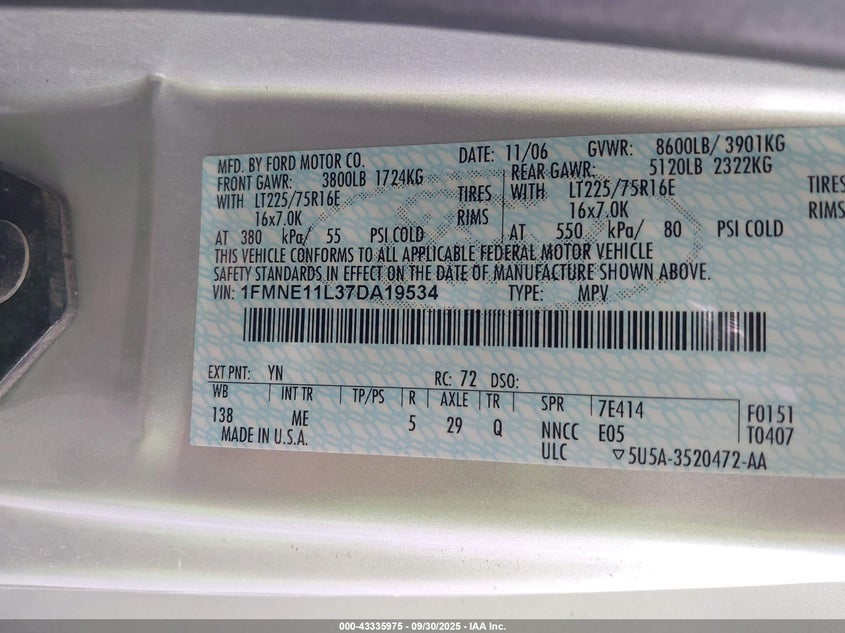 MFD. BY FORD MOTOR CO. DATE: 11/06 GVWR: 8600LB/ 3901KG
FRONT GAWR: 3800LB 1724KG REAR GAWR: 5120LB 2322KG
WITH LT225/75R16E TIRES WITH LT225/75R16E TIRES
16x7.0K RIMS 16x7.0K RIMS
AT 380 kPa/ 55 PSI COLD AT 550 kPa/ 80 PSI COLD
THIS VEHICLE CONFORMS TO ALL APPLICABLE FEDERAL MOTOR VEHICLE
SAFETY STANDARDS IN EFFECT ON THE DATE OF MANUFACTURE SHOWN ABOVE.
VIN: 1FMNE11L37DA19534 TYPE: MPV
EXT PNT: YN RC: 72 DSO:
WB INT TR TP/PS R AXLE TR SPR 7E414 F0151
138 ME 5 29 Q NNCC E05 T0407
MADE IN U.S.A. ULC ▽5U5A-3520472-AA
000-43335975 - 09/30/2025 - IAA Inc.